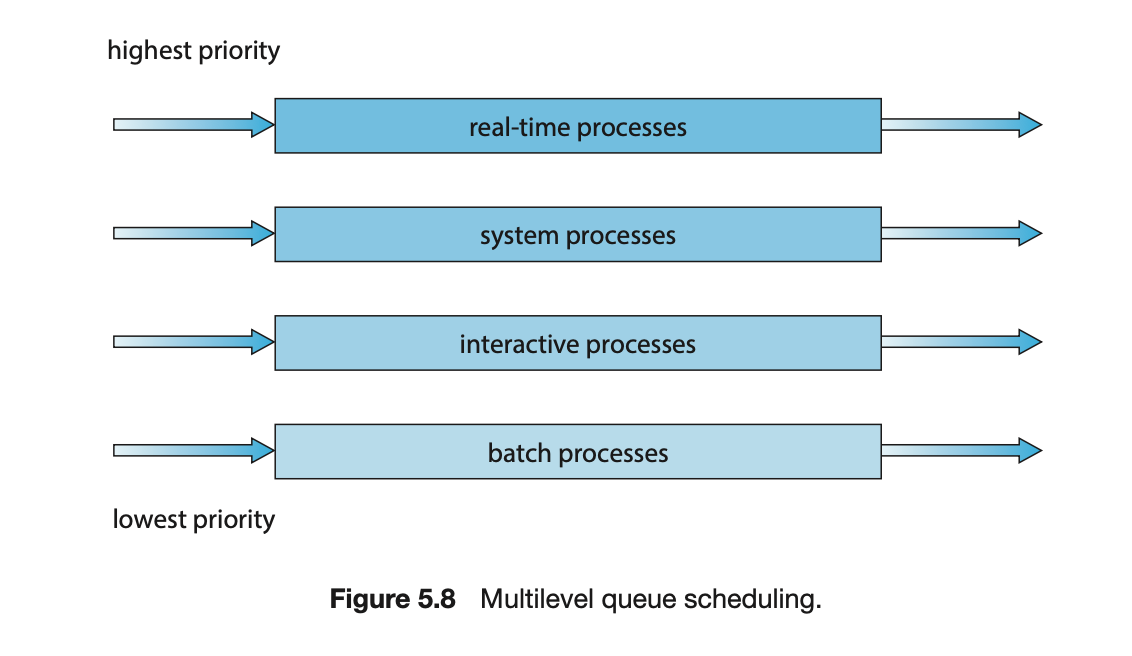 highest priority
real-time processes
system processes
interactive processes
batch processes
lowest priority
Figure 5.8 Multilevel queue scheduling.